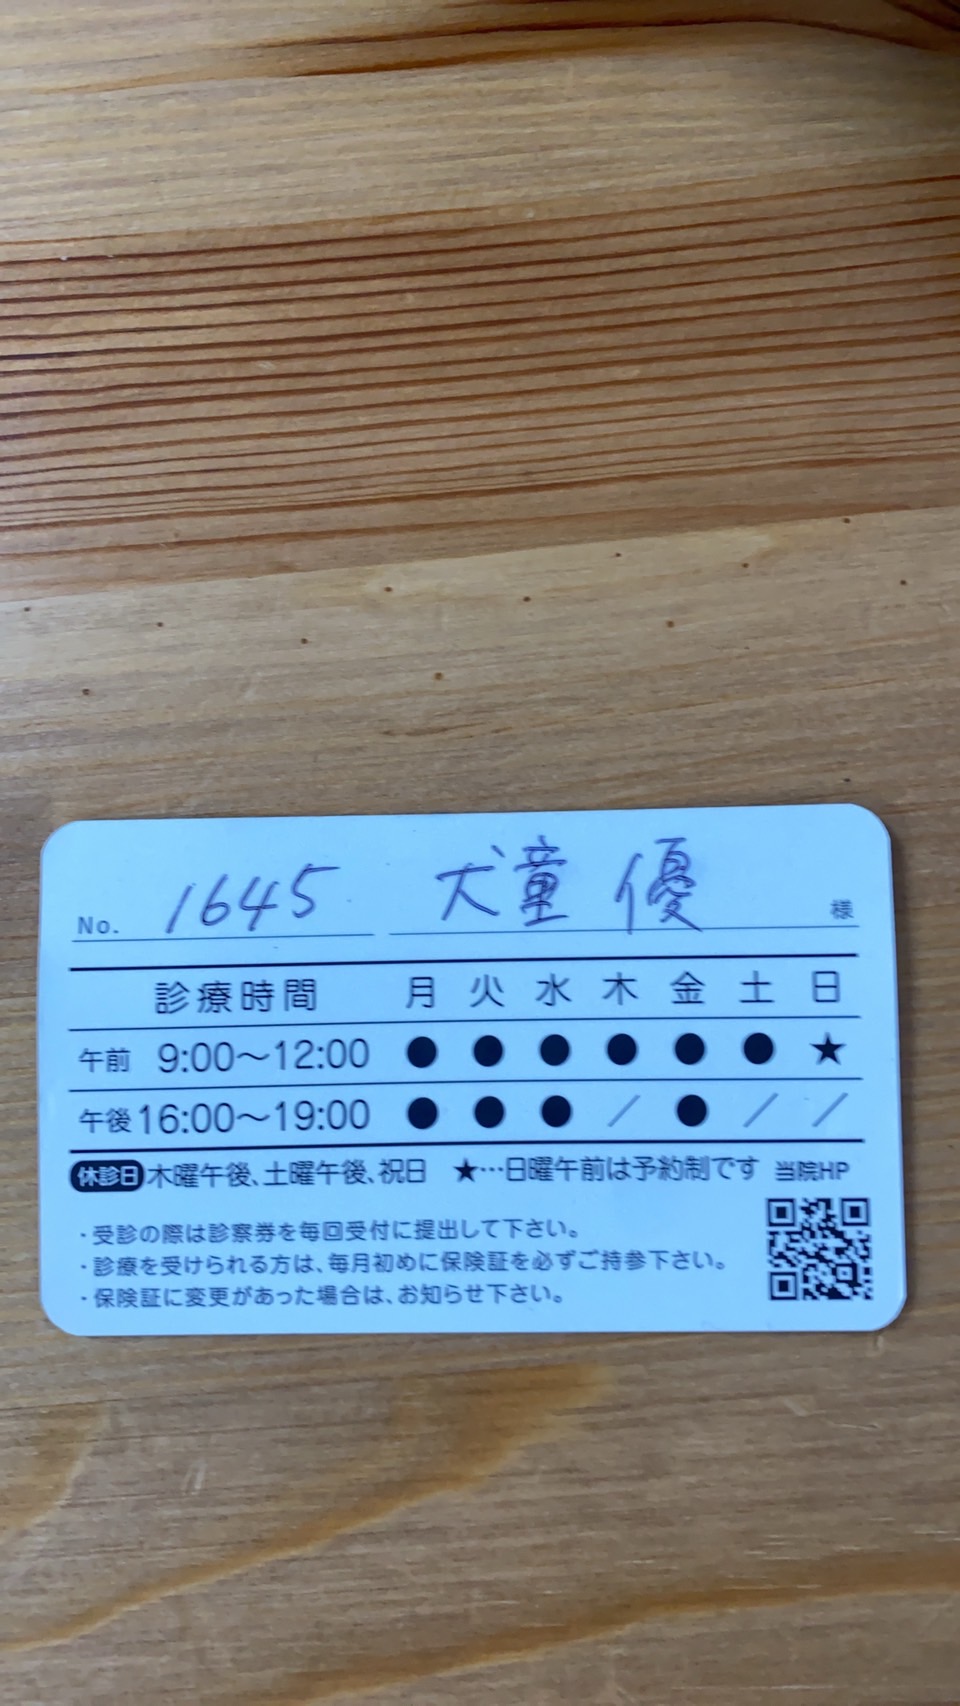 No. 1645 犬童 優 様
診療時間 月 火 水 木 金 土 日
午前 9:00～12:00 ● ● ● ● ● ● ★
午後 16:00～19:00 ● ● ● ／ ● ／ ／
休診日 木曜午後、土曜午後、祝日 ★…日曜午前は予約制です 当院HP
・受診の際は診察券を毎回受付に提出して下さい。
・診療を受けられる方は、毎月初めに保険証を必ずご持参下さい。
・保険証に変更があった場合は、お知らせ下さい。